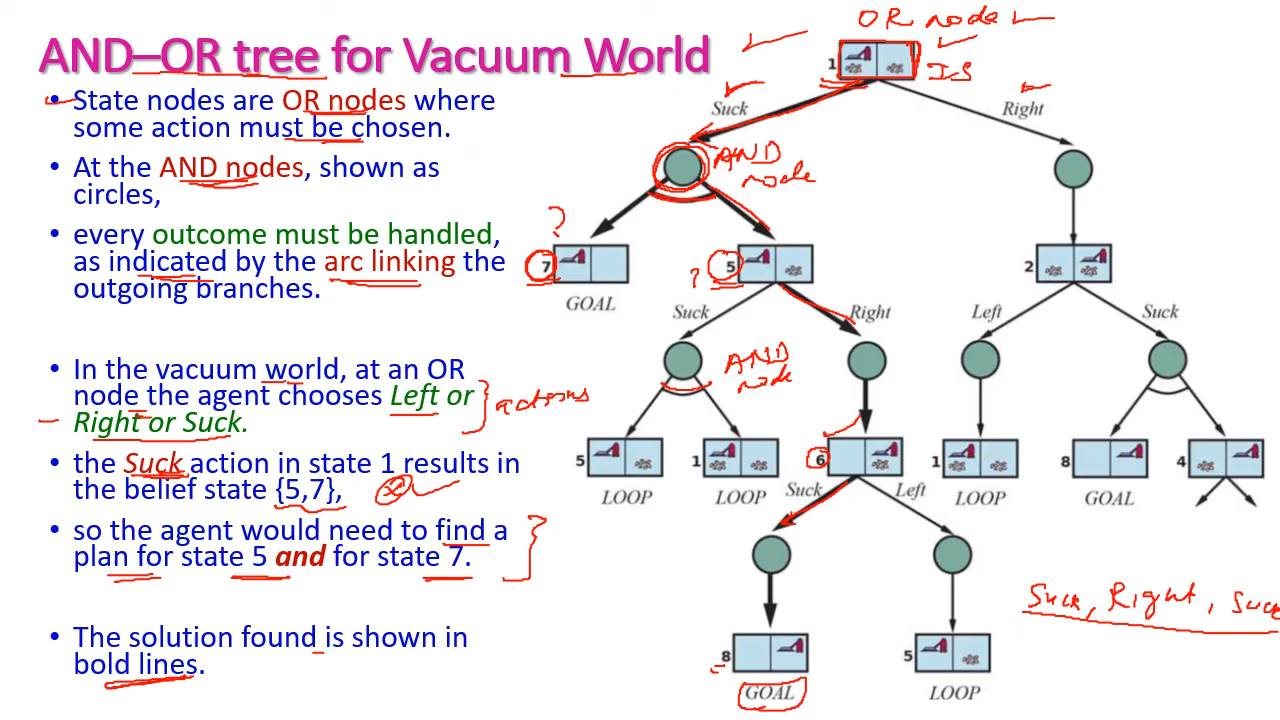 AND–OR tree for Vacuum World
• State nodes are OR nodes where
some action must be chosen.
• At the AND nodes, shown as
circles,
• every outcome must be handled,
as indicated by the arc linking the
outgoing branches.
• In the vacuum world, at an OR
node the agent chooses Left or
Right or Suck.
actions
• the Suck action in state 1 results in
the belief state {5,7},
• so the agent would need to find a
plan for state 5 and for state 7.
• The solution found is shown in
bold lines.
OR node
1
IS
Suck
Right
AND
node
?
7
GOAL
?
5
2
Suck
Right
Left
Suck
AND
node
5
LOOP
1
LOOP
6
1
LOOP
8
GOAL
4
Suck
Left
8
GOAL
5
LOOP
Suck, Right, Suck